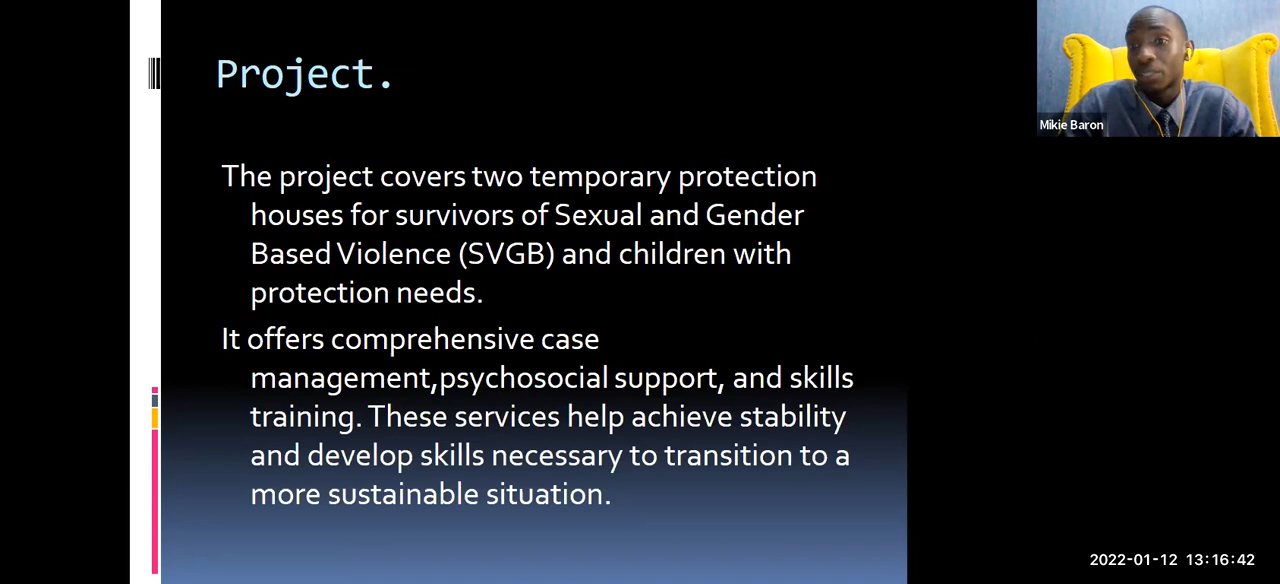 Project.
The project covers two temporary protection
houses for survivors of Sexual and Gender
Based Violence (SVGB) and children with
protection needs.
It offers comprehensive case
management,psychosocial support, and skills
training. These services help achieve stability
and develop skills necessary to transition to a
more sustainable situation.
Mikie Baron
2022-01-12 13:16:42